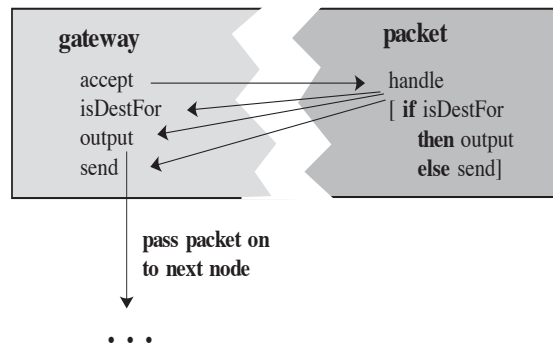 gateway
accept
isDestFor
output
send
packet
handle
[ if isDestFor
then output
else send]
pass packet on
to next node
. . .